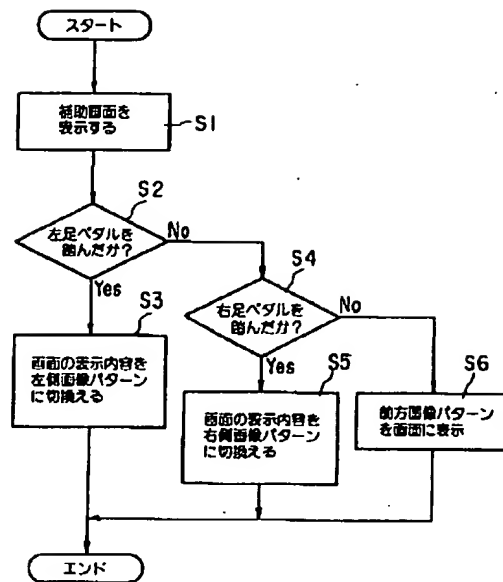 スタート
補助画面を
表示する
S1
S2
左足ペダルを
踏んだか?
No
Yes
S4
右足ペダルを
踏んだか?
No
Yes
S3
画面の表示内容を
左側画像パターン
に切換える
S5
画面の表示内容を
右側画像パターン
に切換える
S6
前方画像パターン
を画面に表示
エンド